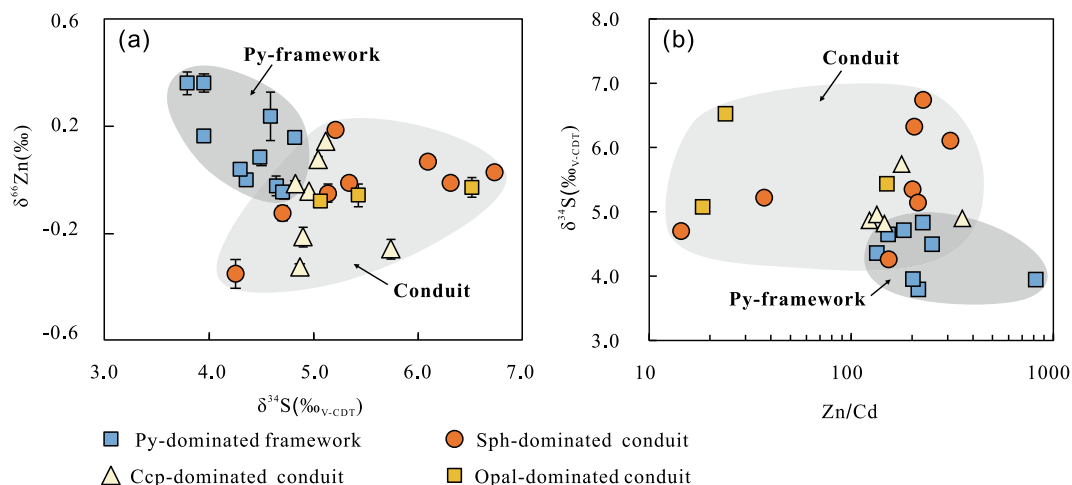 (a)
Py-framework
Conduit
0.6
0.2
-0.2
-0.6
δ⁶⁶Zn(‰)
3.0 4.0 5.0 6.0 7.0
δ³⁴S(‰V-CDT)
(b)
Conduit
Py-framework
8.0
7.0
6.0
5.0
4.0
3.0
δ³⁴S(‰V-CDT)
10 100 1000
Zn/Cd
Py-dominated framework
Sph-dominated conduit
Ccp-dominated conduit
Opal-dominated conduit